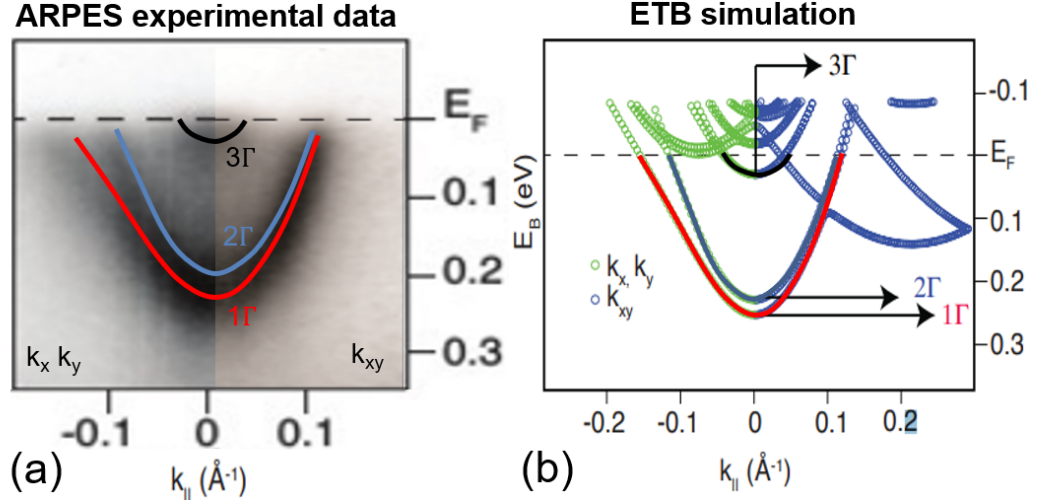 ARPES experimental data
E_F
0.1
0.2
0.3
3Γ
2Γ
1Γ
k_x k_y
k_xy
-0.1
0
0.1
k_|| (Å⁻¹)
(a)
ETB simulation
3Γ
-0.1
E_F
0.1
0.2
0.3
E_B (eV)
k_x, k_y
k_xy
2Γ
1Γ
-0.2
-0.1
0
0.1
0.2
k_|| (Å⁻¹)
(b)